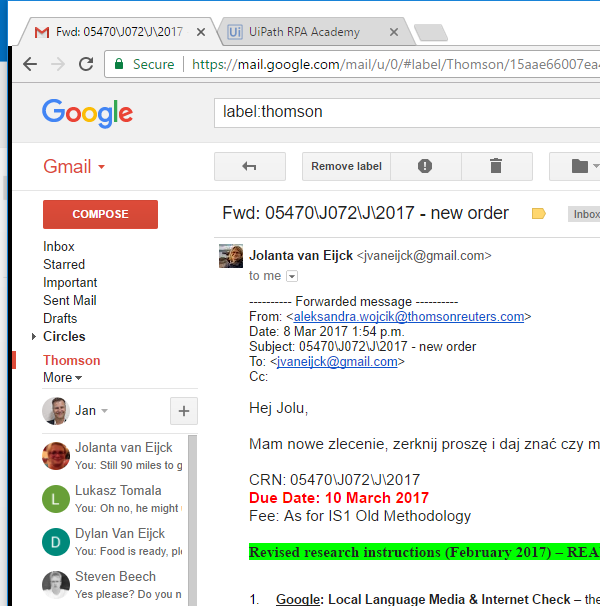 Fwd: 05470\J072\J\2017
UiPath RPA Academy
Secure
https://mail.google.com/mail/u/0/#label/Thomson/15aae66007ea4
Google
label:thomson
Gmail
Remove label
COMPOSE
Fwd: 05470\J072\J\2017 - new order
Inbox
Inbox
Starred
Important
Sent Mail
Drafts
Circles
Thomson
More
Jolanta van Eijck <jvaneijck@gmail.com>
to me
---------- Forwarded message ----------
From: <aleksandra.wojcik@thomsonreuters.com>
Date: 8 Mar 2017 1:54 p.m.
Subject: 05470\J072\J\2017 - new order
To: <jvaneijck@gmail.com>
Cc:
Jan
Hej Jolu,
Jolanta van Eijck
You: Still 90 miles to g
Mam nowe zlecenie, zerknij proszę i daj znać czy m
Lukasz Tomala
You: Oh no, he might
CRN: 05470\J072\J\2017
Due Date: 10 March 2017
Fee: As for IS1 Old Methodology
Dylan Van Eijck
You: Food is ready, pl
Revised research instructions (February 2017) – REA
Steven Beech
Yes please? Do you n
1. Google: Local Language Media & Internet Check – the